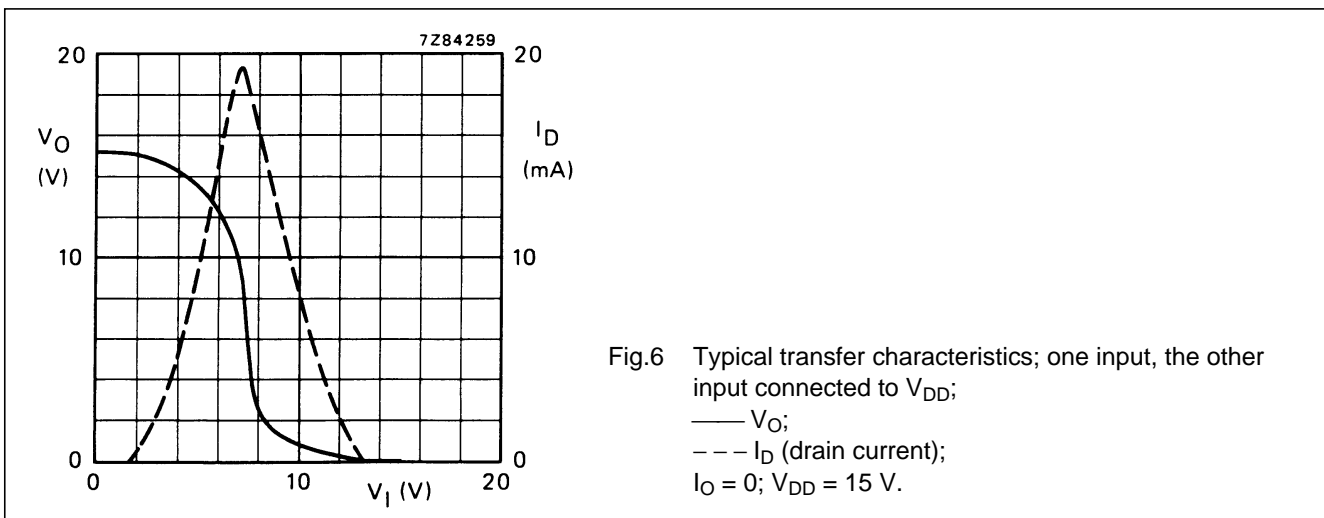 7Z84259
20
20
V_O
(V)
I_D
(mA)
10
10
0
0
0
10
20
V_I (V)
Fig.6 Typical transfer characteristics; one input, the other
input connected to V_DD;
—— V_O;
– – – I_D (drain current);
I_O = 0; V_DD = 15 V.